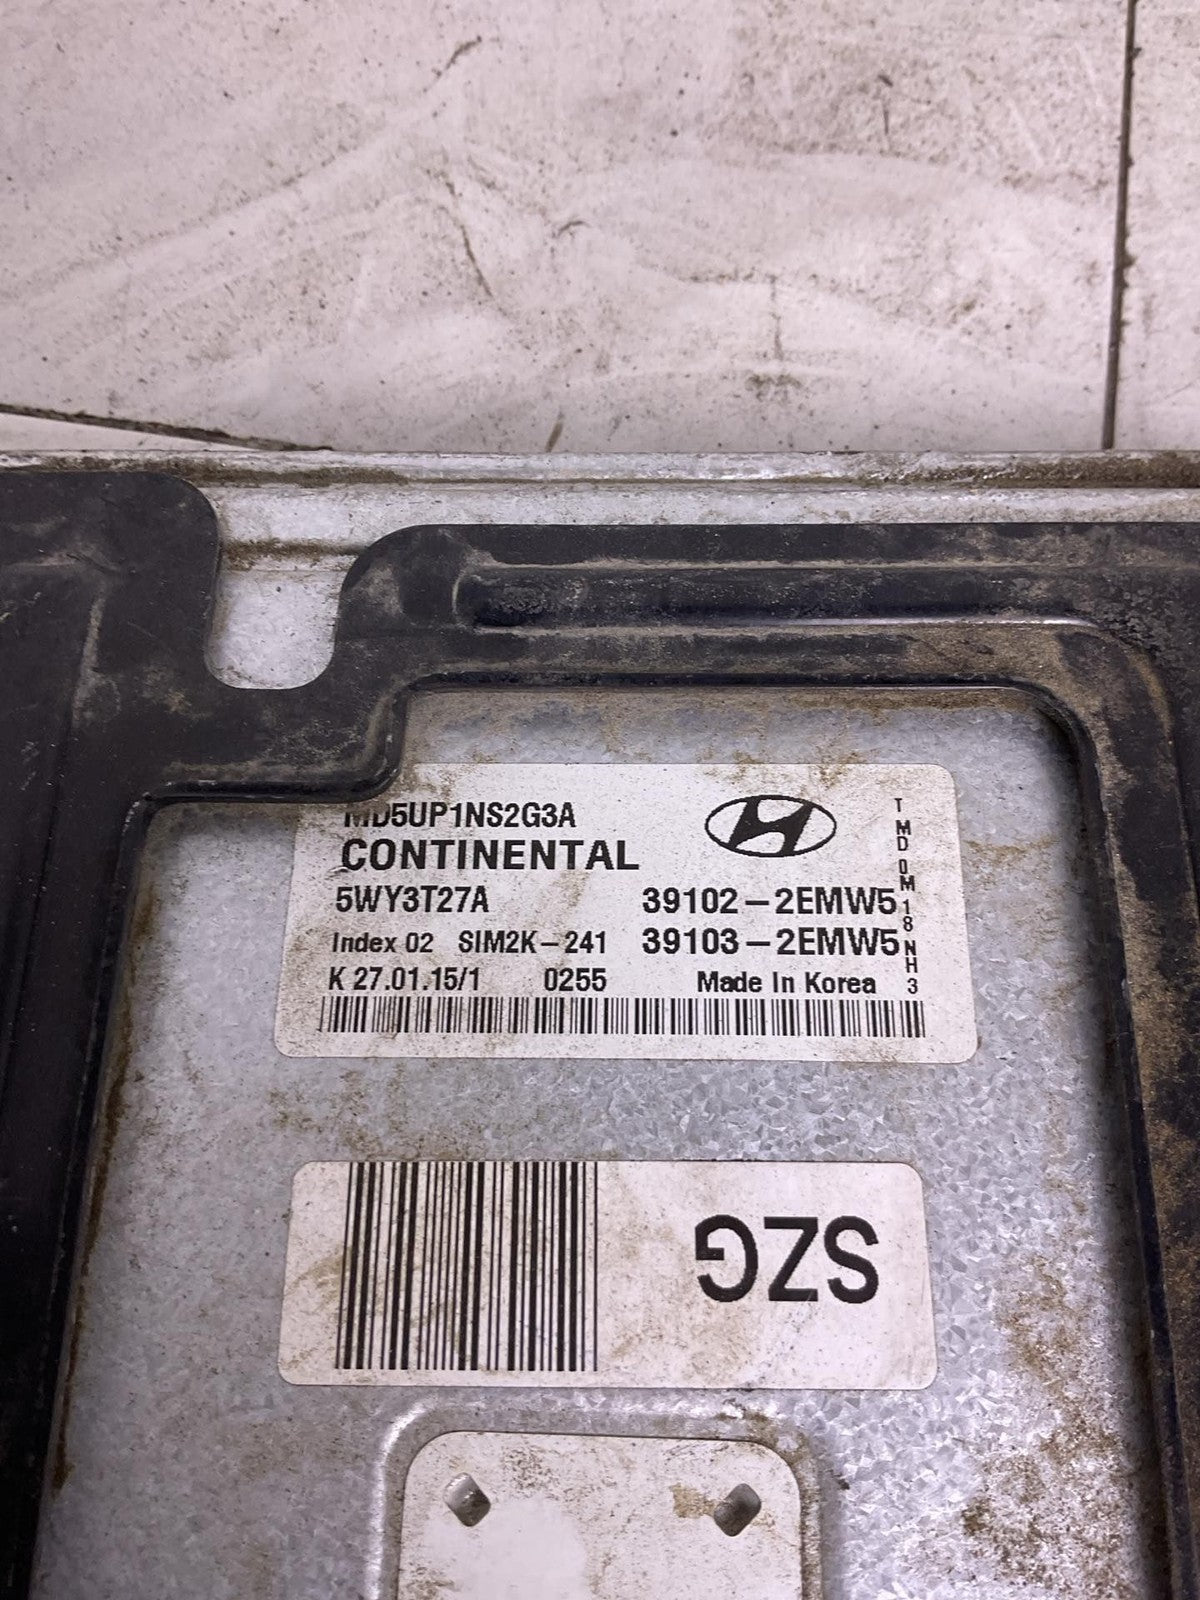 MD5UP1NS2G3A
CONTINENTAL
5WY3T27A 39102-2EMW5
Index 02 SIM2K-241 39103-2EMW5
K 27.01.15/1 0255 Made In Korea
T MD 0M 18 NH 3
SZG